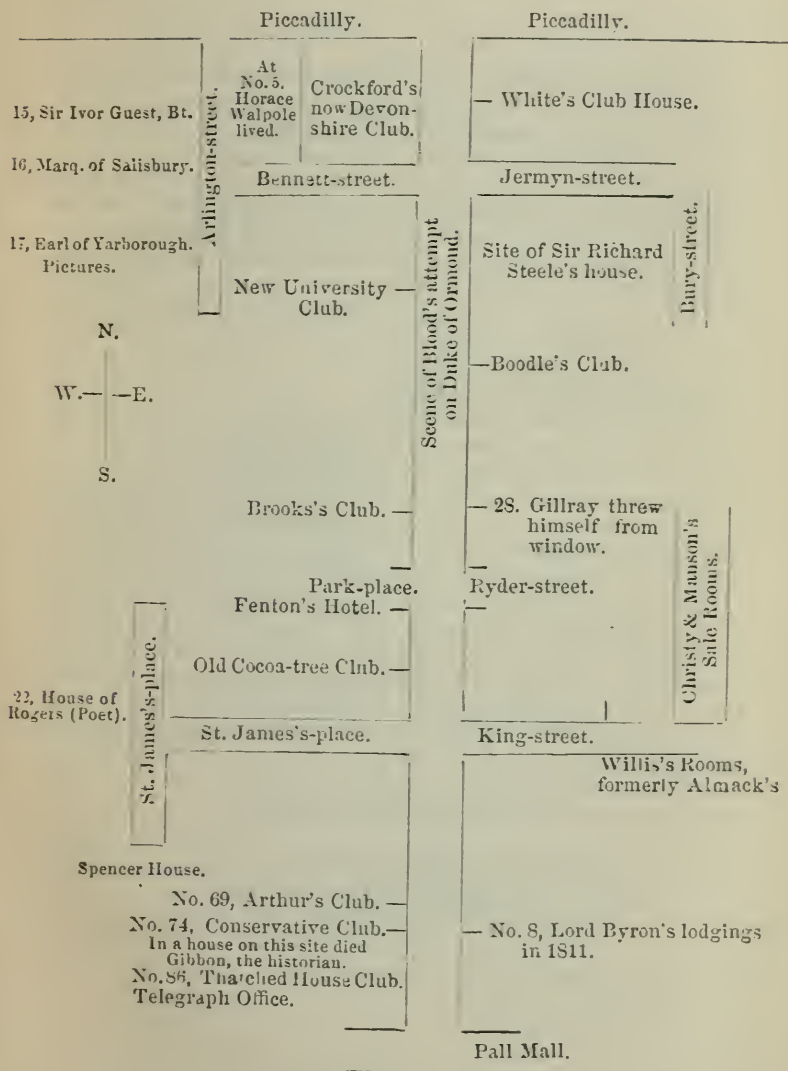 Piccadilly.
Piccadilly.
At
No. 5.
Horace
Walpole
lived.
Crockford's
now Devon-
shire Club.
— White's Club House.
15, Sir Ivor Guest, Bt.
16, Marq. of Salisbury.
Arlington-street.
Bennett-street.
Jermyn-street.
17, Earl of Yarborough.
Pictures.
New University —
Club.
Scene of Blood's attempt
on Duke of Ormond.
Site of Sir Richard
Steele's house.
Bury-street.
N.
W.— —E.
S.
—Boodle's Club.
Brooks's Club. —
— 28. Gillray threw
himself from
window.
Christy & Manson's
Sale Rooms.
Park-place.
Ryder-street.
Fenton's Hotel. —
Old Cocoa-tree Club.—
22, House of
Rogers (Poet).
St. James's-place.
St. James's-place.
King-street.
Willis's Rooms,
formerly Almack's
Spencer House.
No. 69, Arthur's Club. —
No. 74, Conservative Club.—
In a house on this site died
Gibbon, the historian.
No. 86, Thatched House Club.
Telegraph Office.
— No. 8, Lord Byron's lodgings
in 1811.
Pall Mall.